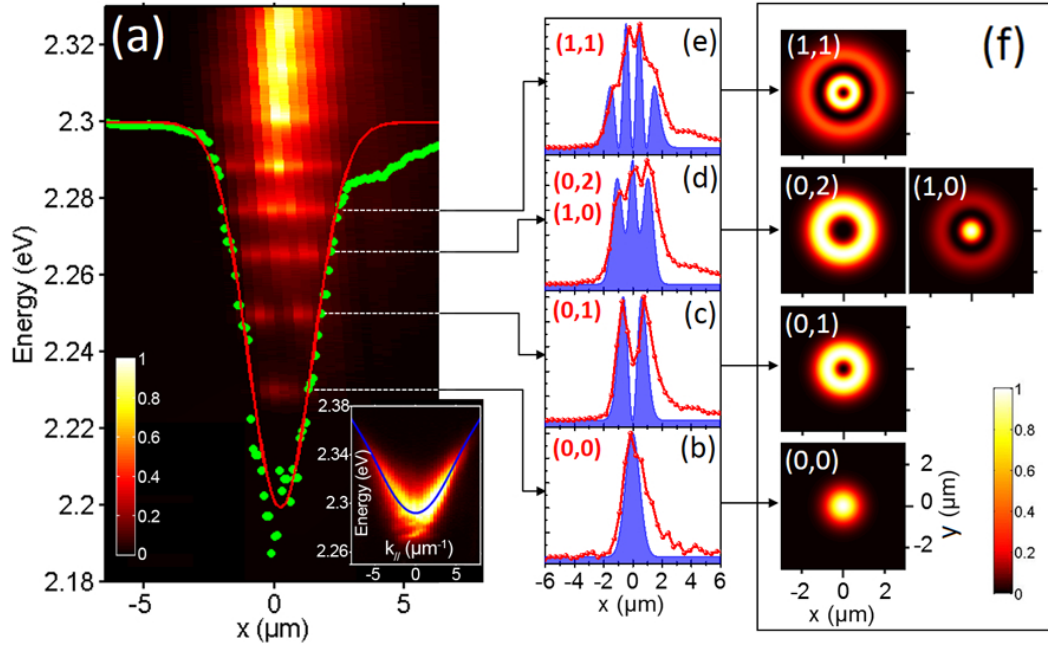 (a)
2.32
2.3
2.28
2.26
2.24
2.22
2.2
2.18
Energy (eV)
-5
0
5
x (µm)
1
0.8
0.6
0.4
0.2
0
2.38
2.34
2.30
2.26
Energy (eV)
k// (µm-1)
-5
0
5
(1,1)
(e)
(0,2)
(1,0)
(d)
(0,1)
(c)
(0,0)
(b)
-6 -4 -2 0 2 4 6
x (µm)
(f)
(1,1)
(0,2)
(1,0)
(0,1)
(0,0)
2
0
-2
y (µm)
-2 0 2
x (µm)
1
0.8
0.6
0.4
0.2
0